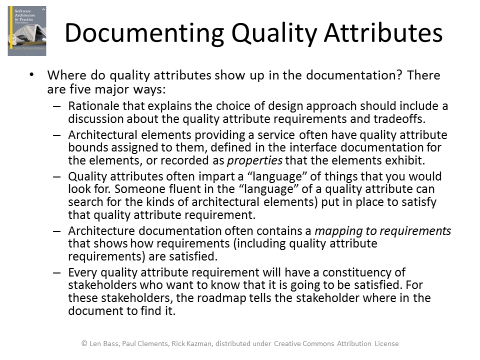 Software
Architecture
in Practice
Documenting Quality Attributes
• Where do quality attributes show up in the documentation? There
are five major ways:
– Rationale that explains the choice of design approach should include a
discussion about the quality attribute requirements and tradeoffs.
– Architectural elements providing a service often have quality attribute
bounds assigned to them, defined in the interface documentation for
the elements, or recorded as properties that the elements exhibit.
– Quality attributes often impart a “language” of things that you would
look for. Someone fluent in the “language” of a quality attribute can
search for the kinds of architectural elements) put in place to satisfy
that quality attribute requirement.
– Architecture documentation often contains a mapping to requirements
that shows how requirements (including quality attribute
requirements) are satisfied.
– Every quality attribute requirement will have a constituency of
stakeholders who want to know that it is going to be satisfied. For
these stakeholders, the roadmap tells the stakeholder where in the
document to find it.
© Len Bass, Paul Clements, Rick Kazman, distributed under Creative Commons Attribution License